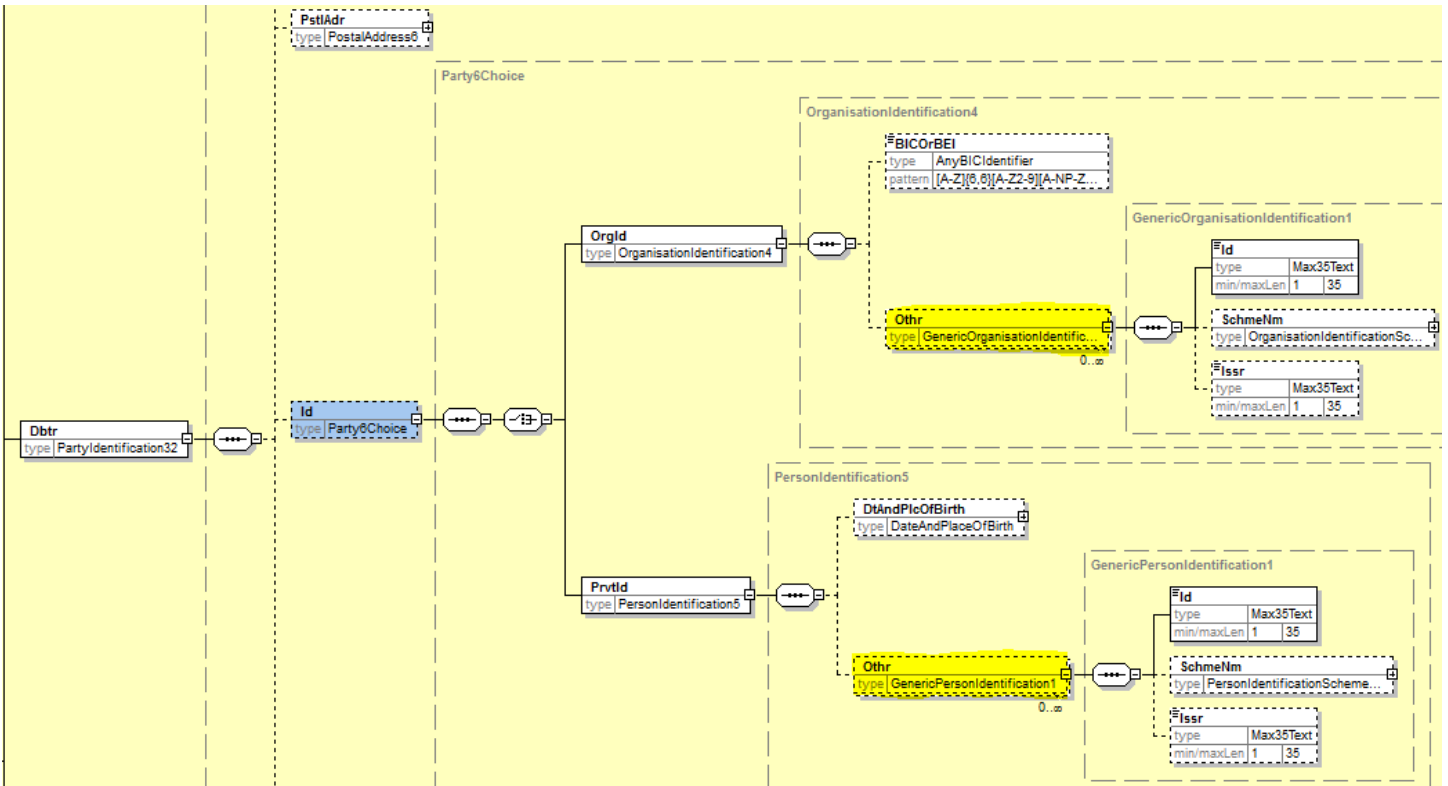 PstlAdr
type PostalAddress6
Party6Choice
OrganisationIdentification4
BICOrBEI
type AnyBICIdentifier
pattern [A-Z]{6,6}[A-Z2-9][A-NP-Z...
GenericOrganisationIdentification1
OrgId
type OrganisationIdentification4
Id
type Max35Text
min/maxLen 1 35
Othr
type GenericOrganisationIdentific...
0..∞
SchmeNm
type OrganisationIdentificationSc...
Issr
type Max35Text
min/maxLen 1 35
Id
type Party6Choice
Dbtr
type PartyIdentification32
PersonIdentification5
DtAndPlcOfBirth
type DateAndPlaceOfBirth
GenericPersonIdentification1
PrvtId
type PersonIdentification5
Id
type Max35Text
min/maxLen 1 35
Othr
type GenericPersonIdentification1
0..∞
SchmeNm
type PersonIdentificationScheme...
Issr
type Max35Text
min/maxLen 1 35